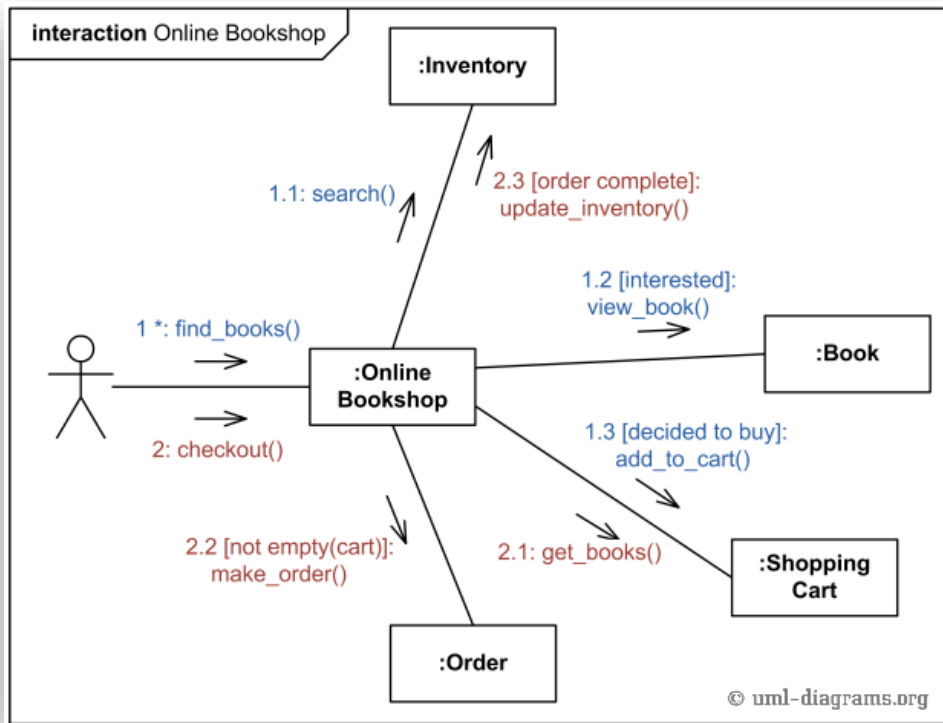 interaction Online Bookshop
:Inventory
1.1: search()
2.3 [order complete]:
update_inventory()
1.2 [interested]:
view_book()
1 *: find_books()
:Online
Bookshop
:Book
2: checkout()
1.3 [decided to buy]:
add_to_cart()
2.2 [not empty(cart)]:
make_order()
2.1: get_books()
:Shopping
Cart
:Order
© uml-diagrams.org